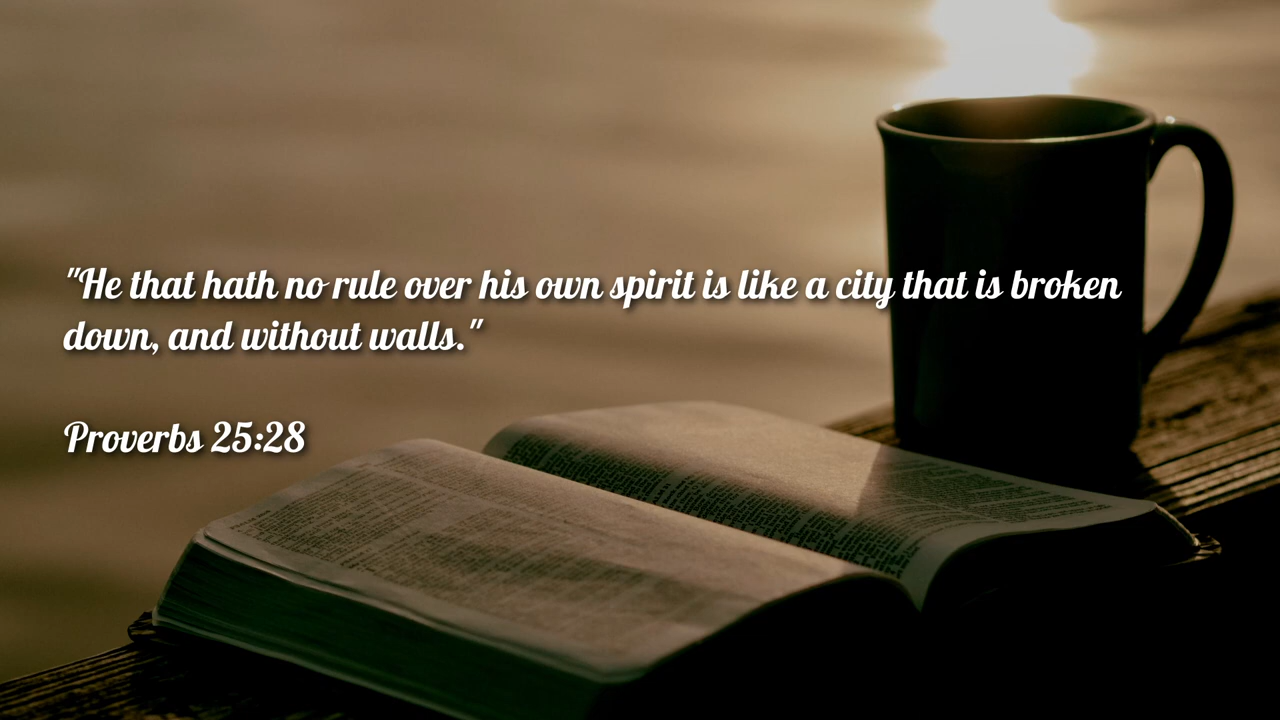 "He that hath no rule over his own spirit is like a city that is broken
down, and without walls."
Proverbs 25:28